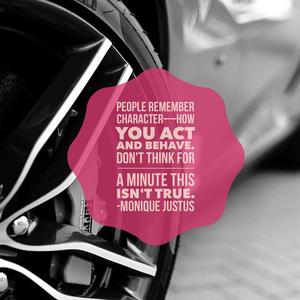 PEOPLE REMEMBER
CHARACTER—HOW
YOU ACT
AND BEHAVE.
DON'T THINK FOR
A MINUTE THIS
ISN'T TRUE.
-MONIQUE JUSTUS